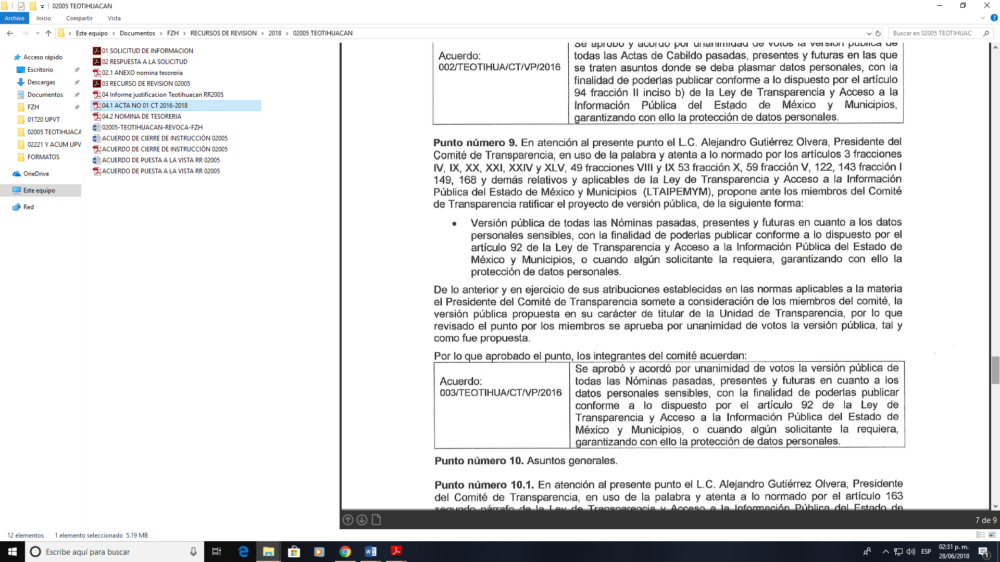 02005 TEOTIHUACAN
Archivo Inicio Compartir Vista
Este equipo Documentos FZH RECURSOS DE REVISION 2018 02005 TEOTIHUACAN
Buscar en 02005 TEOTIHUAC
Acceso rápido
Escritorio
Descargas
Documentos
FZH
01720 UPVT
02005 TEOTIHUACA
02221 Y ACUM UPV
FORMATOS
OneDrive
Este equipo
Red
01 SOLICITUD DE INFORMACION
02 RESPUESTA A LA SOLICITUD
02.1 ANEXO nomina tesoreria
03 RECURSO DE REVISION 02005
04 Informe justificacion Teotihuacan RR2005
04.1 ACTA NO 01 CT 2016-2018
04.2 NOMINA DE TESORERIA
02005-TEOTIHUACAN-REVOCA-FZH
ACUERDO DE CIERRE DE INSTRUCCIÓN 02005
ACUERDO DE CIERRE DE INSTRUCCIÓN 02005
ACUERDO DE PUESTA A LA VISTA RR 02005
ACUERDO DE PUESTA A LA VISTA RR 02005
Acuerdo:
002/TEOTIHUA/CT/VP/2016
Se aprobó y acordó por unanimidad de votos la versión pública de
todas las Actas de Cabildo pasadas, presentes y futuras en las que
se traten asuntos donde se deba plasmar datos personales, con la
finalidad de poderlas publicar conforme a lo dispuesto por el artículo
94 fracción II inciso b) de la Ley de Transparencia y Acceso a la
Información Pública del Estado de México y Municipios,
garantizando con ello la protección de datos personales.
Punto número 9. En atención al presente punto el L.C. Alejandro Gutiérrez Olvera, Presidente del
Comité de Transparencia, en uso de la palabra y atenta a lo normado por los artículos 3 fracciones
IV, IX, XX, XXI, XXIV y XLV, 49 fracciones VIII y IX 53 fracción X, 59 fracción V, 122, 143 fracción I
149, 168 y demás relativos y aplicables de la Ley de Transparencia y Acceso a la Información
Pública del Estado de México y Municipios (LTAIPEMYM), propone ante los miembros del Comité
de Transparencia ratificar el proyecto de versión pública, de la siguiente forma:
• Versión pública de todas las Nóminas pasadas, presentes y futuras en cuanto a los datos
personales sensibles, con la finalidad de poderlas publicar conforme a lo dispuesto por el
artículo 92 de la Ley de Transparencia y Acceso a la Información Pública del Estado de
México y Municipios, o cuando algún solicitante la requiera, garantizando con ello la
protección de datos personales.
De lo anterior y en ejercicio de sus atribuciones establecidas en las normas aplicables a la materia
el Presidente del Comité de Transparencia somete a consideración de los miembros del comité, la
versión pública propuesta en su carácter de titular de la Unidad de Transparencia, por lo que
revisado el punto por los miembros se aprueba por unanimidad de votos la versión pública, tal y
como fue propuesta.
Por lo que aprobado el punto, los integrantes del comité acuerdan:
Acuerdo:
003/TEOTIHUA/CT/VP/2016
Se aprobó y acordó por unanimidad de votos la versión pública de
todas las Nóminas pasadas, presentes y futuras en cuanto a los
datos personales sensibles, con la finalidad de poderlas publicar
conforme a lo dispuesto por el artículo 92 de la Ley de
Transparencia y Acceso a la Información Pública del Estado de
México y Municipios, o cuando algún solicitante la requiera,
garantizando con ello la protección de datos personales.
Punto número 10. Asuntos generales.
Punto número 10.1. En atención al presente punto el L.C. Alejandro Gutiérrez Olvera, Presidente
del Comité de Transparencia, en uso de la palabra y atenta a lo normado por el artículo 163
segundo párrafo de la Ley de Transparencia y Acceso a la Información Pública del Estado de
7 de 9
12 elementos 1 elemento seleccionado 5.19 MB
Escribe aquí para buscar
ESP
02:31 p. m.
28/06/2018
1